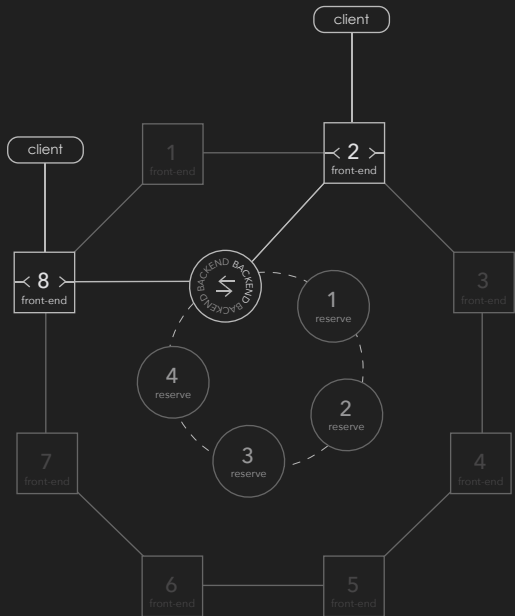 client
1
front-end
2
front-end
client
8
front-end
BACKEND BACKEND BACKEND BACKEND
3
front-end
1
reserve
4
reserve
2
reserve
3
reserve
7
front-end
4
front-end
6
front-end
5
front-end